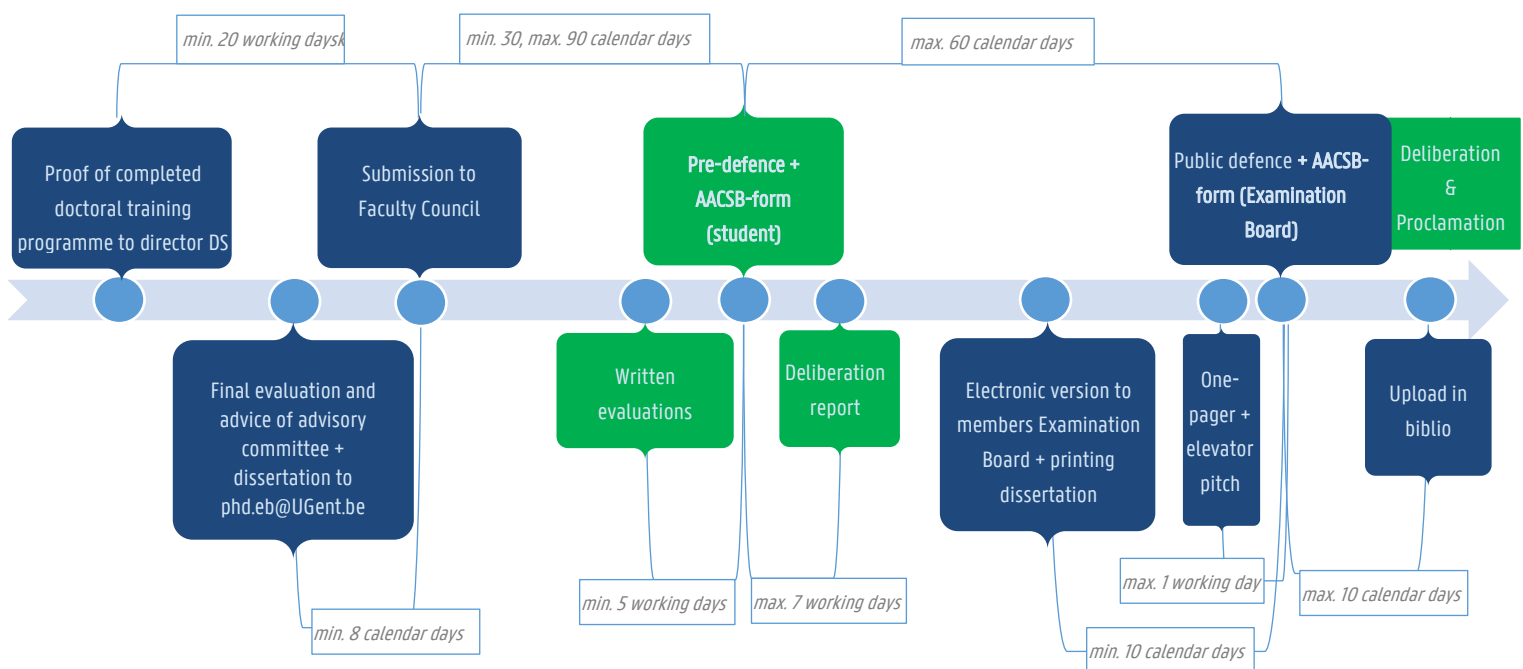 min. 20 working daysk
min. 30, max. 90 calendar days
max. 60 calendar days
Proof of completed
doctoral training
programme to director DS
Submission to
Faculty Council
Pre-defence +
AACSB-form
(student)
Public defence + AACSB-
form (Examination
Board)
Deliberation
&
Proclamation
Final evaluation and
advice of advisory
committee +
dissertation to
phd.eb@UGent.be
Written
evaluations
Deliberation
report
Electronic version to
members Examination
Board + printing
dissertation
One-
pager +
elevator
pitch
Upload in
biblio
min. 8 calendar days
min. 5 working days
max. 7 working days
max. 1 working day
max. 10 calendar days
min. 10 calendar days